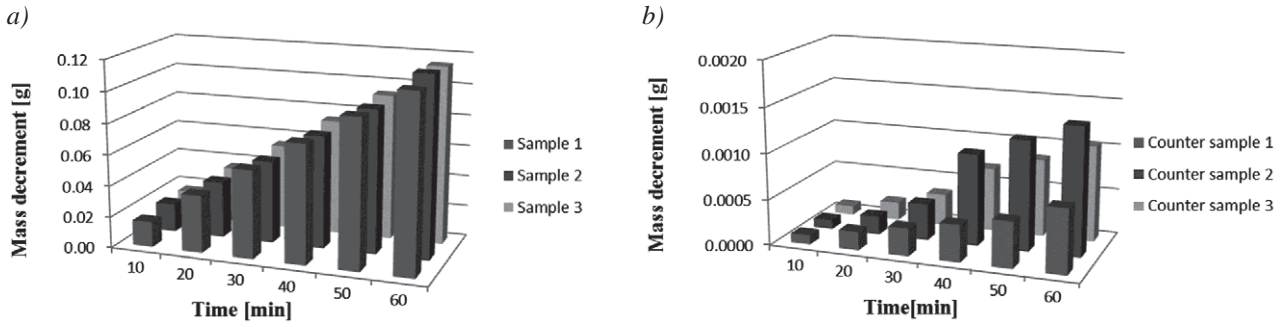 a)
Mass decrement [g]
0.12
0.10
0.08
0.06
0.04
0.02
0.00
10 20 30 40 50 60
Time [min]
Sample 1
Sample 2
Sample 3
b)
Mass decrement [g]
0.0020
0.0015
0.0010
0.0005
0.0000
10 20 30 40 50 60
Time[min]
Counter sample 1
Counter sample 2
Counter sample 3